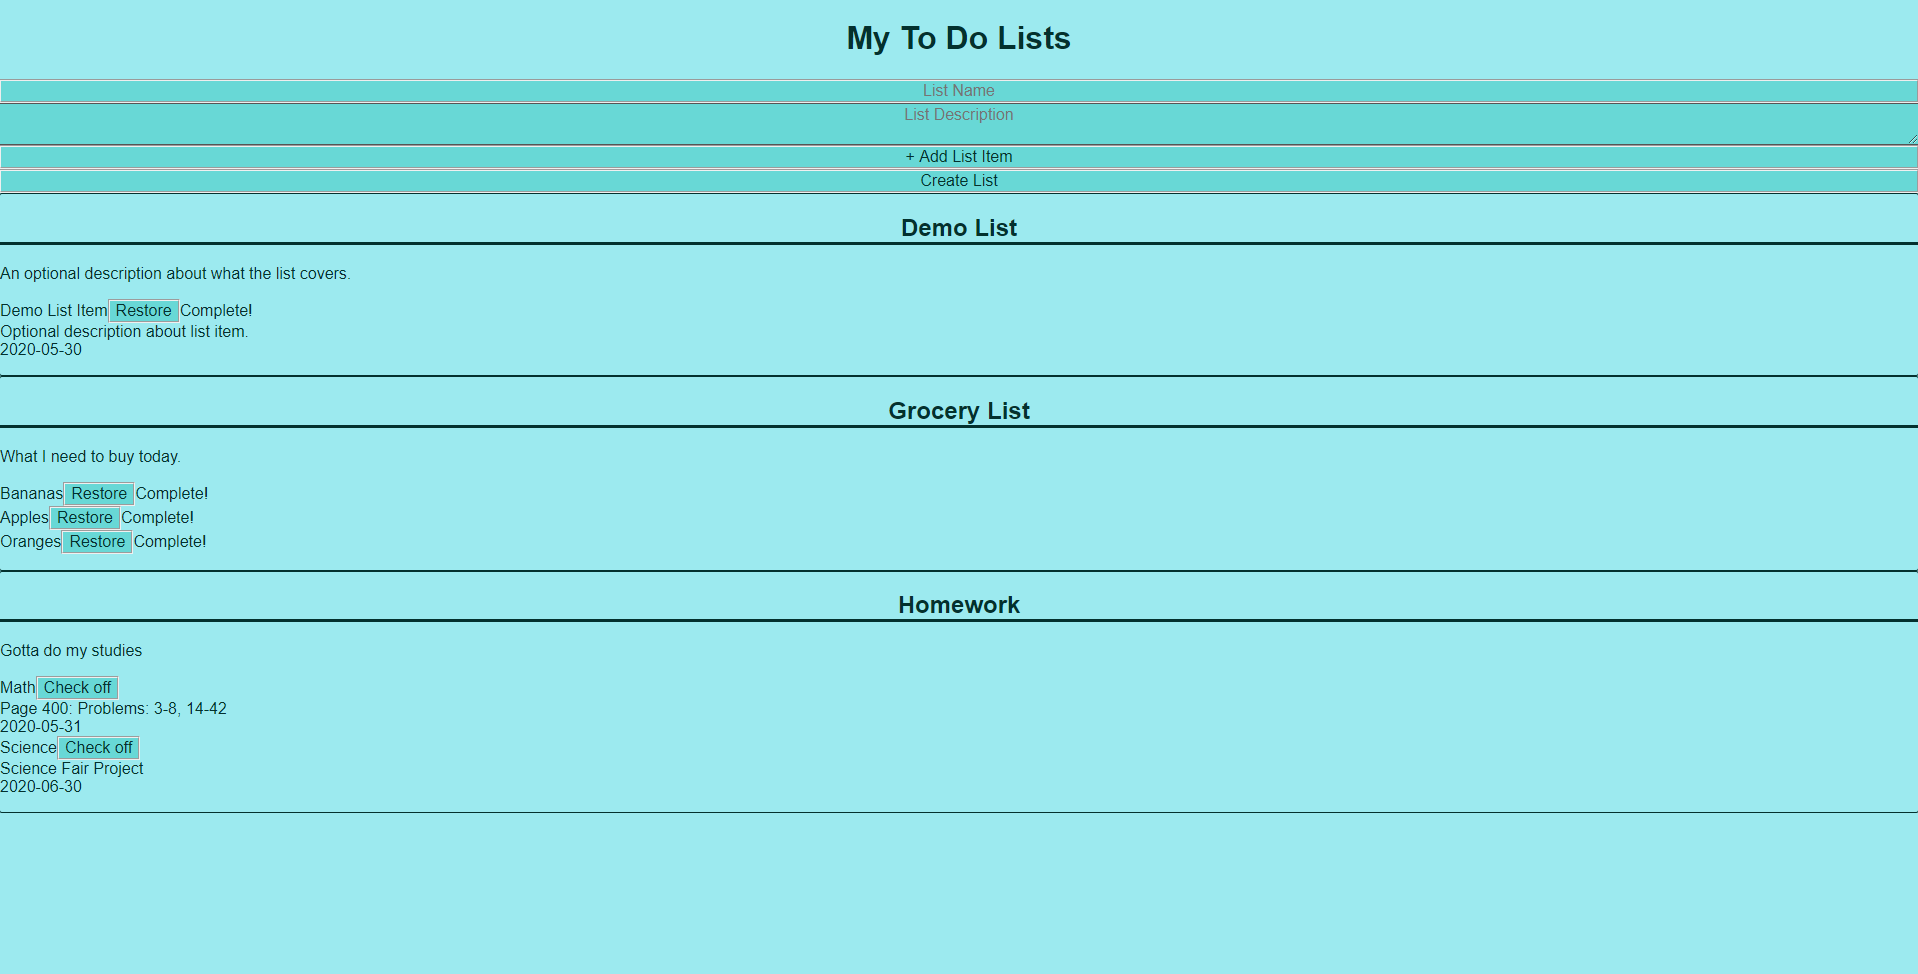 My To Do Lists
List Name
List Description
+ Add List Item
Create List
Demo List
An optional description about what the list covers.
Demo List Item Restore Complete!
Optional description about list item.
2020-05-30
Grocery List
What I need to buy today.
Bananas Restore Complete!
Apples Restore Complete!
Oranges Restore Complete!
Homework
Gotta do my studies
Math Check off
Page 400: Problems: 3-8, 14-42
2020-05-31
Science Check off
Science Fair Project
2020-06-30